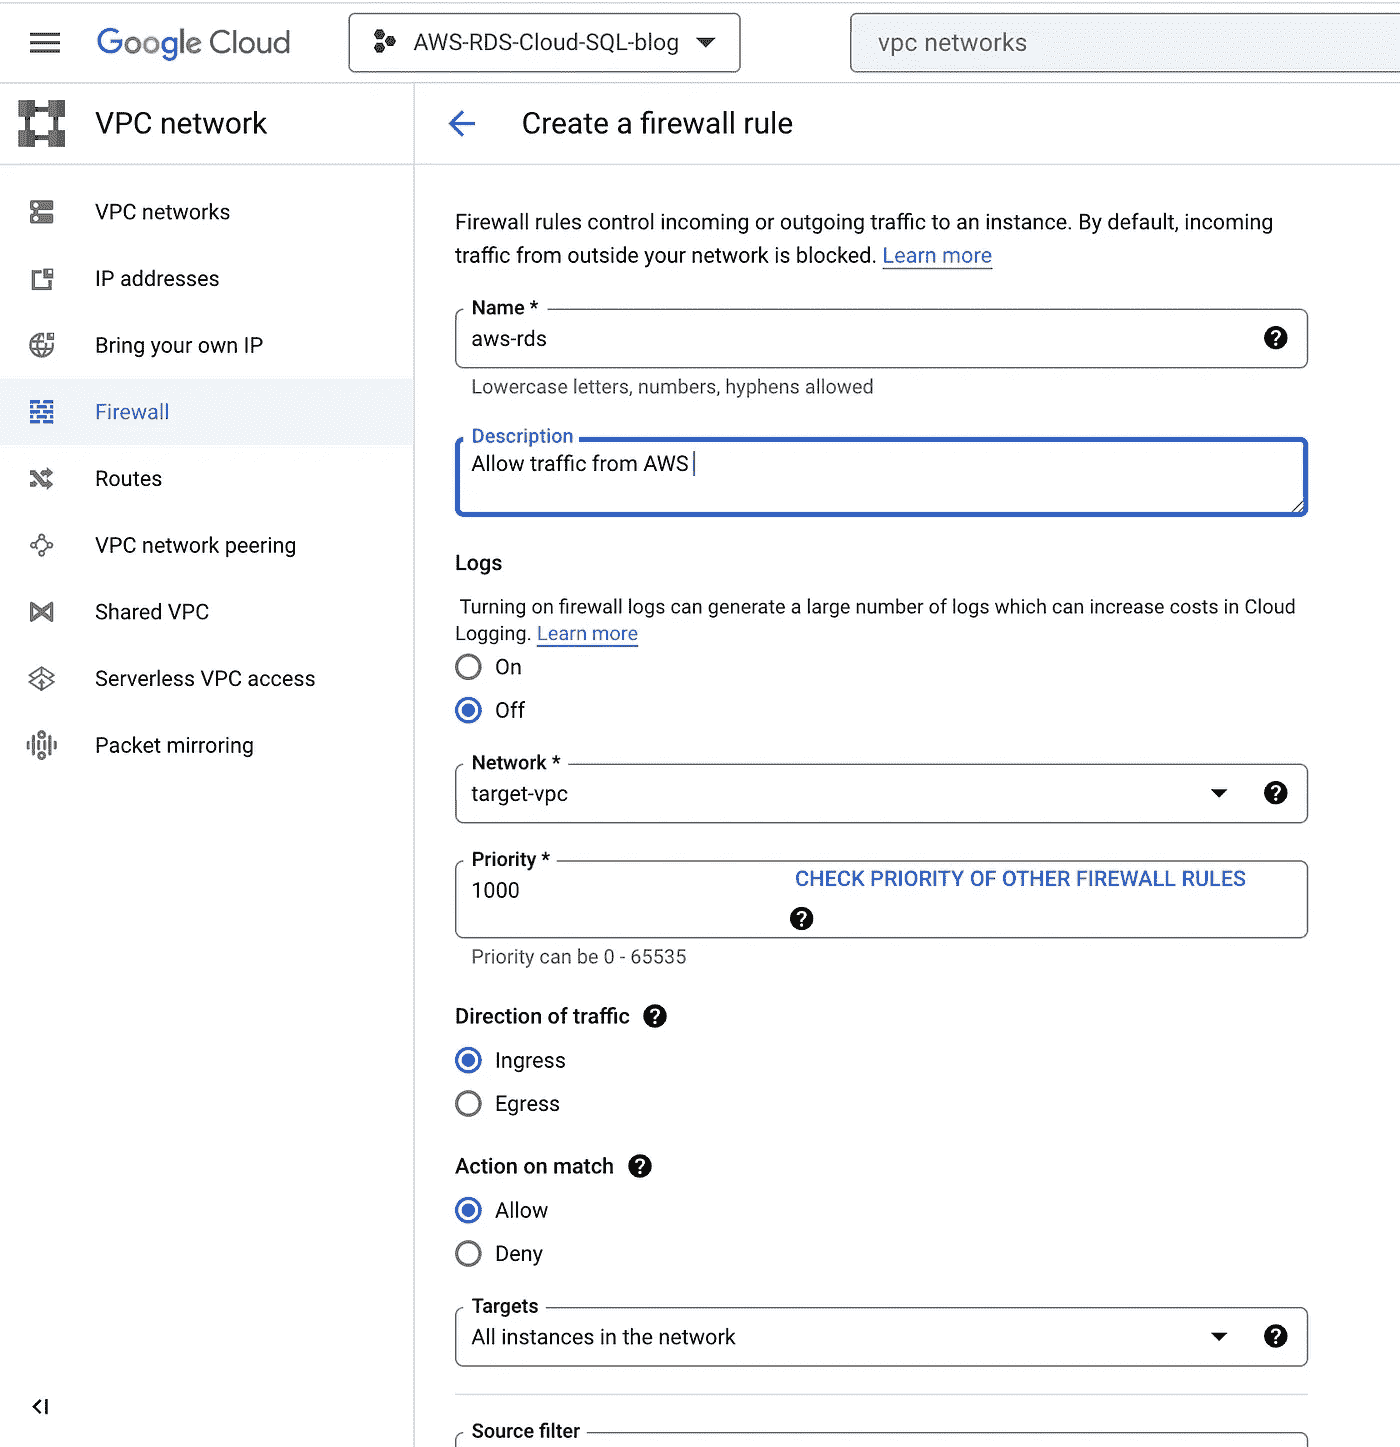 Google Cloud
AWS-RDS-Cloud-SQL-blog
vpc networks
VPC network
Create a firewall rule
VPC networks
IP addresses
Bring your own IP
Firewall
Routes
VPC network peering
Shared VPC
Serverless VPC access
Packet mirroring
Firewall rules control incoming or outgoing traffic to an instance. By default, incoming
traffic from outside your network is blocked. Learn more
Name *
aws-rds
Lowercase letters, numbers, hyphens allowed
Description
Allow traffic from AWS
Logs
Turning on firewall logs can generate a large number of logs which can increase costs in Cloud
Logging. Learn more
On
Off
Network *
target-vpc
Priority *
1000
CHECK PRIORITY OF OTHER FIREWALL RULES
Priority can be 0 - 65535
Direction of traffic
Ingress
Egress
Action on match
Allow
Deny
Targets
All instances in the network
Source filter